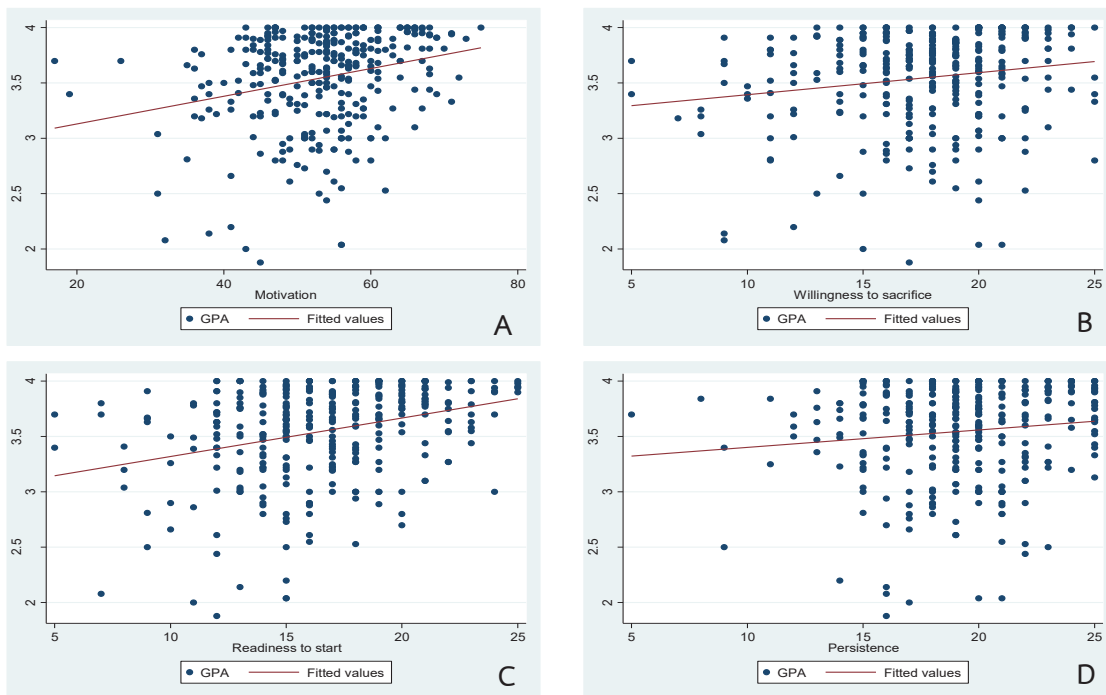 4
3.5
3
2.5
2
20 40 60 80
Motivation
GPA Fitted values
A
4
3.5
3
2.5
2
5 10 15 20 25
Willingness to sacrifice
GPA Fitted values
B
4
3.5
3
2.5
2
5 10 15 20 25
Readiness to start
GPA Fitted values
C
4
3.5
3
2.5
2
5 10 15 20 25
Persistence
GPA Fitted values
D